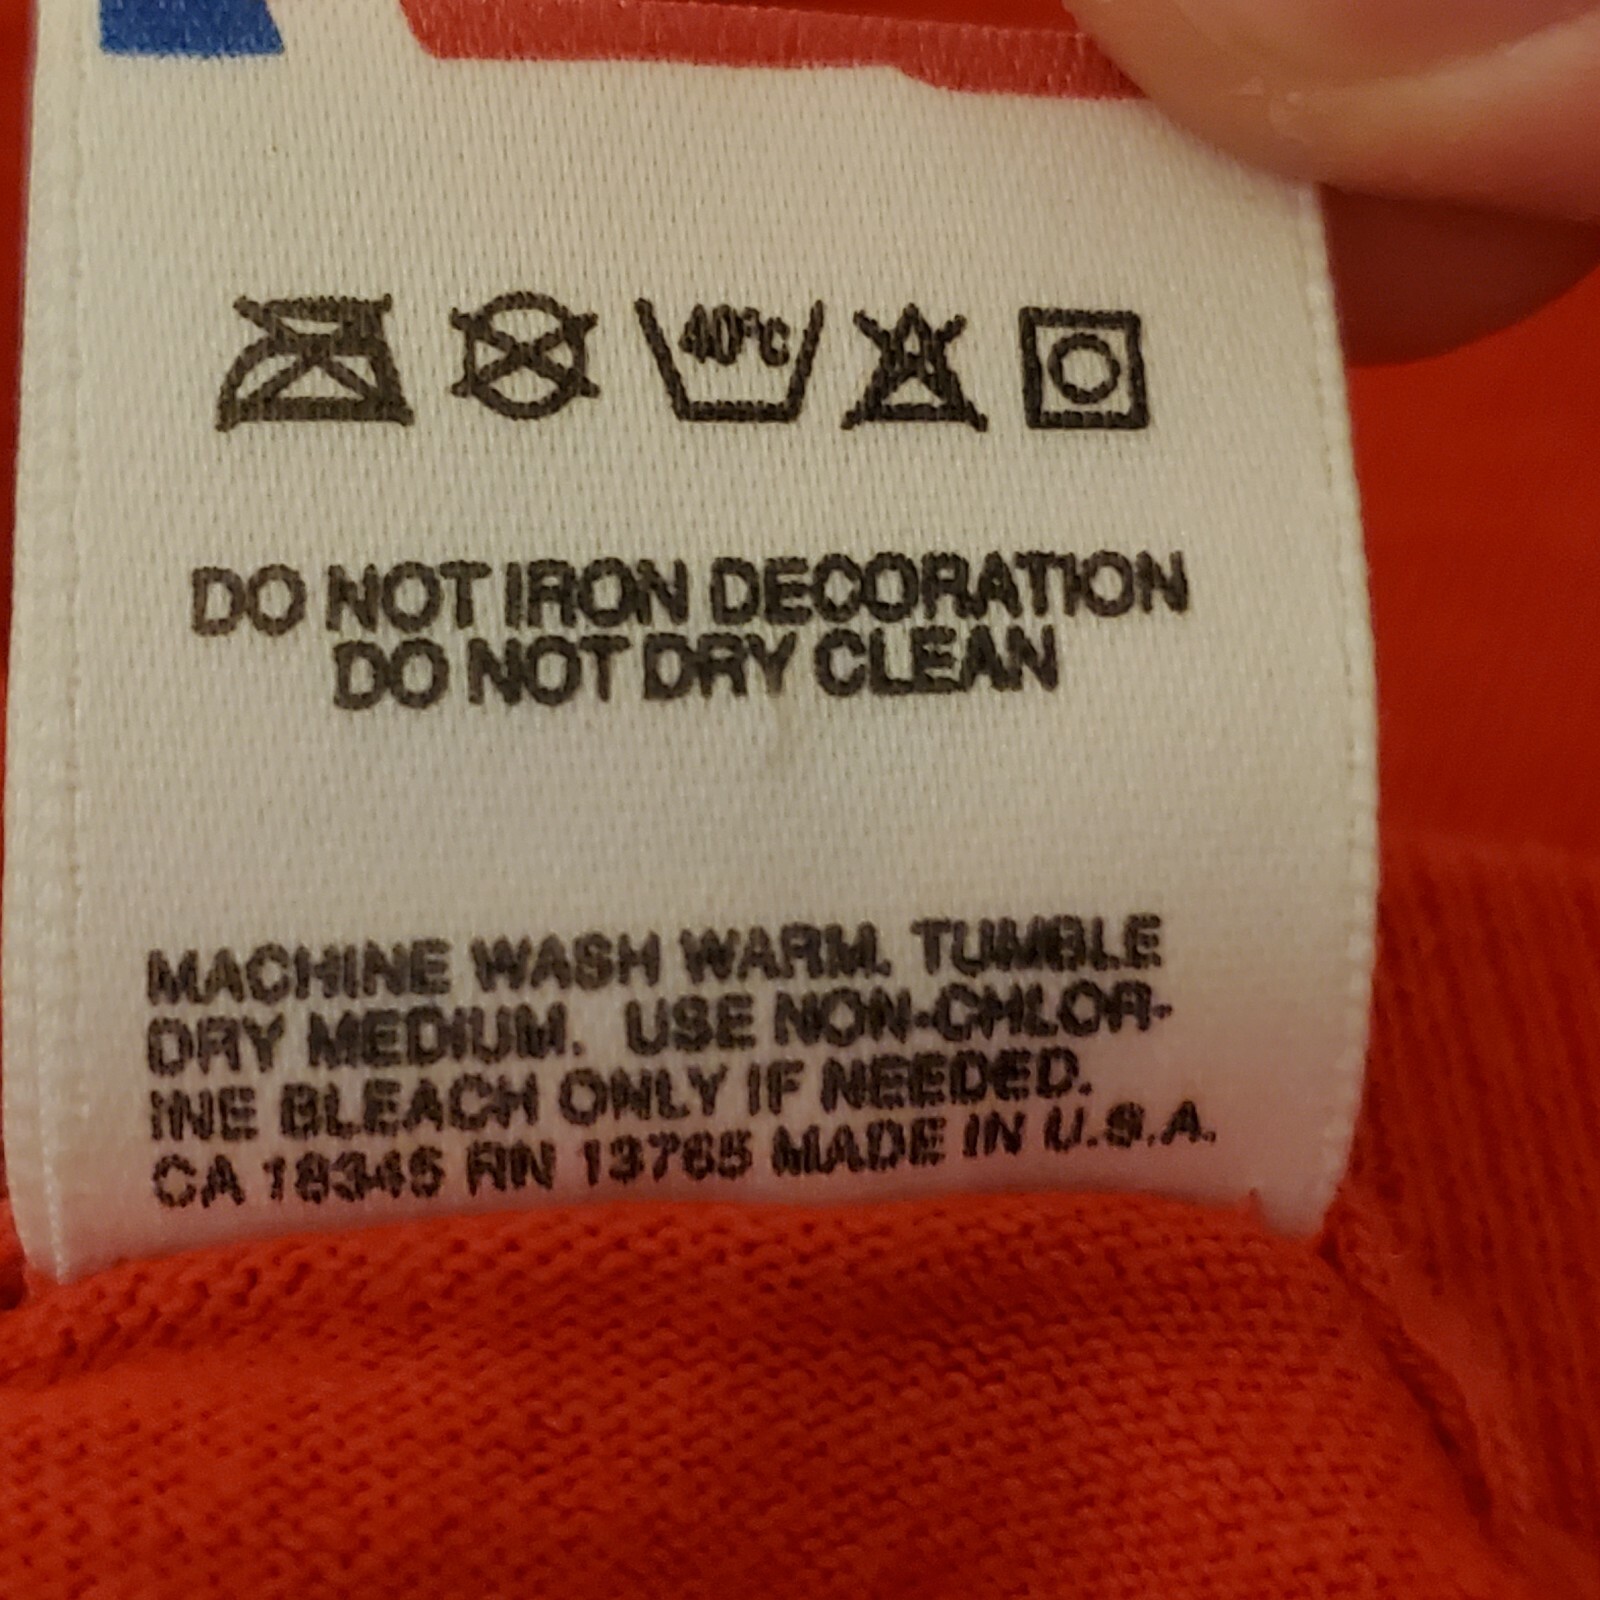 40°C
DO NOT IRON DECORATION
DO NOT DRY CLEAN
MACHINE WASH WARM. TUMBLE
DRY MEDIUM. USE NON-CHLOR-
INE BLEACH ONLY IF NEEDED.
CA 18345 RN 13765 MADE IN U.S.A.